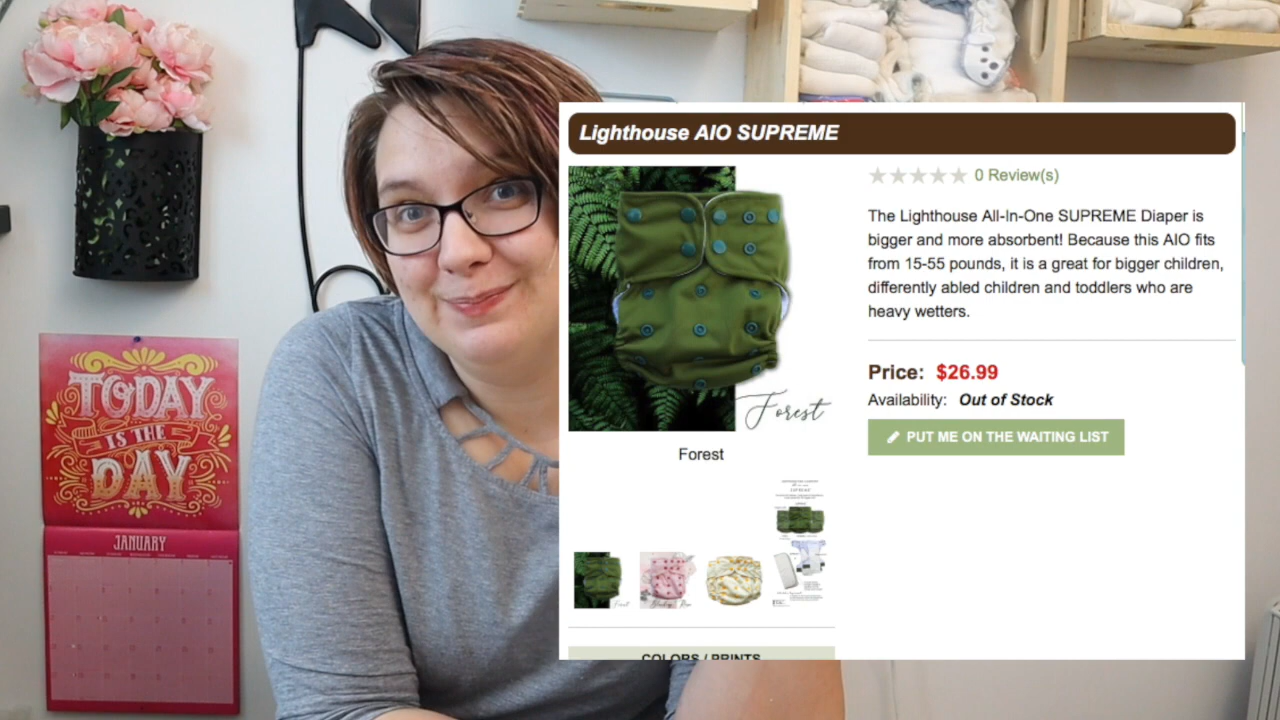 TODAY
IS THE
DAY
JANUARY
Lighthouse AIO SUPREME
0 Review(s)
The Lighthouse All-In-One SUPREME Diaper is
bigger and more absorbent! Because this AIO fits
from 15-55 pounds, it is a great for bigger children,
differently abled children and toddlers who are
heavy wetters.
Price: $26.99
Availability: Out of Stock
PUT ME ON THE WAITING LIST
Forest
Forest
COLORS / PRINTS